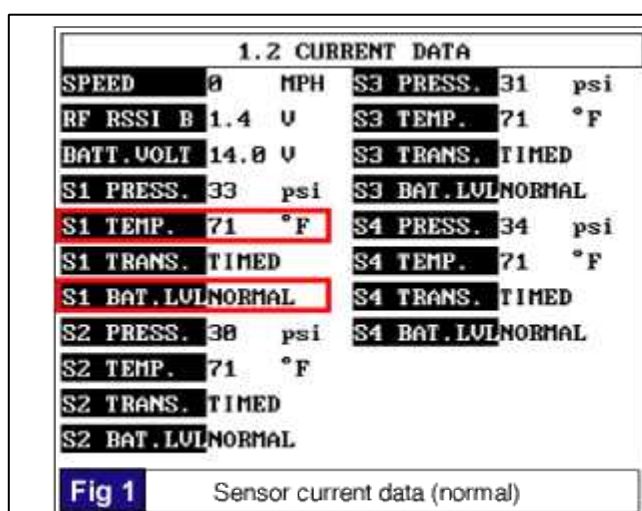 1.2 CURRENT DATA
SPEED 0 MPH
RF RSSI B 1.4 V
BATT.VOLT 14.0 V
S1 PRESS. 33 psi
S1 TEMP. 71 °F
S1 TRANS. TIMED
S1 BAT.LVL NORMAL
S2 PRESS. 30 psi
S2 TEMP. 71 °F
S2 TRANS. TIMED
S2 BAT.LVL NORMAL
S3 PRESS. 31 psi
S3 TEMP. 71 °F
S3 TRANS. TIMED
S3 BAT.LVL NORMAL
S4 PRESS. 34 psi
S4 TEMP. 71 °F
S4 TRANS. TIMED
S4 BAT.LVL NORMAL
Fig 1 Sensor current data (normal)